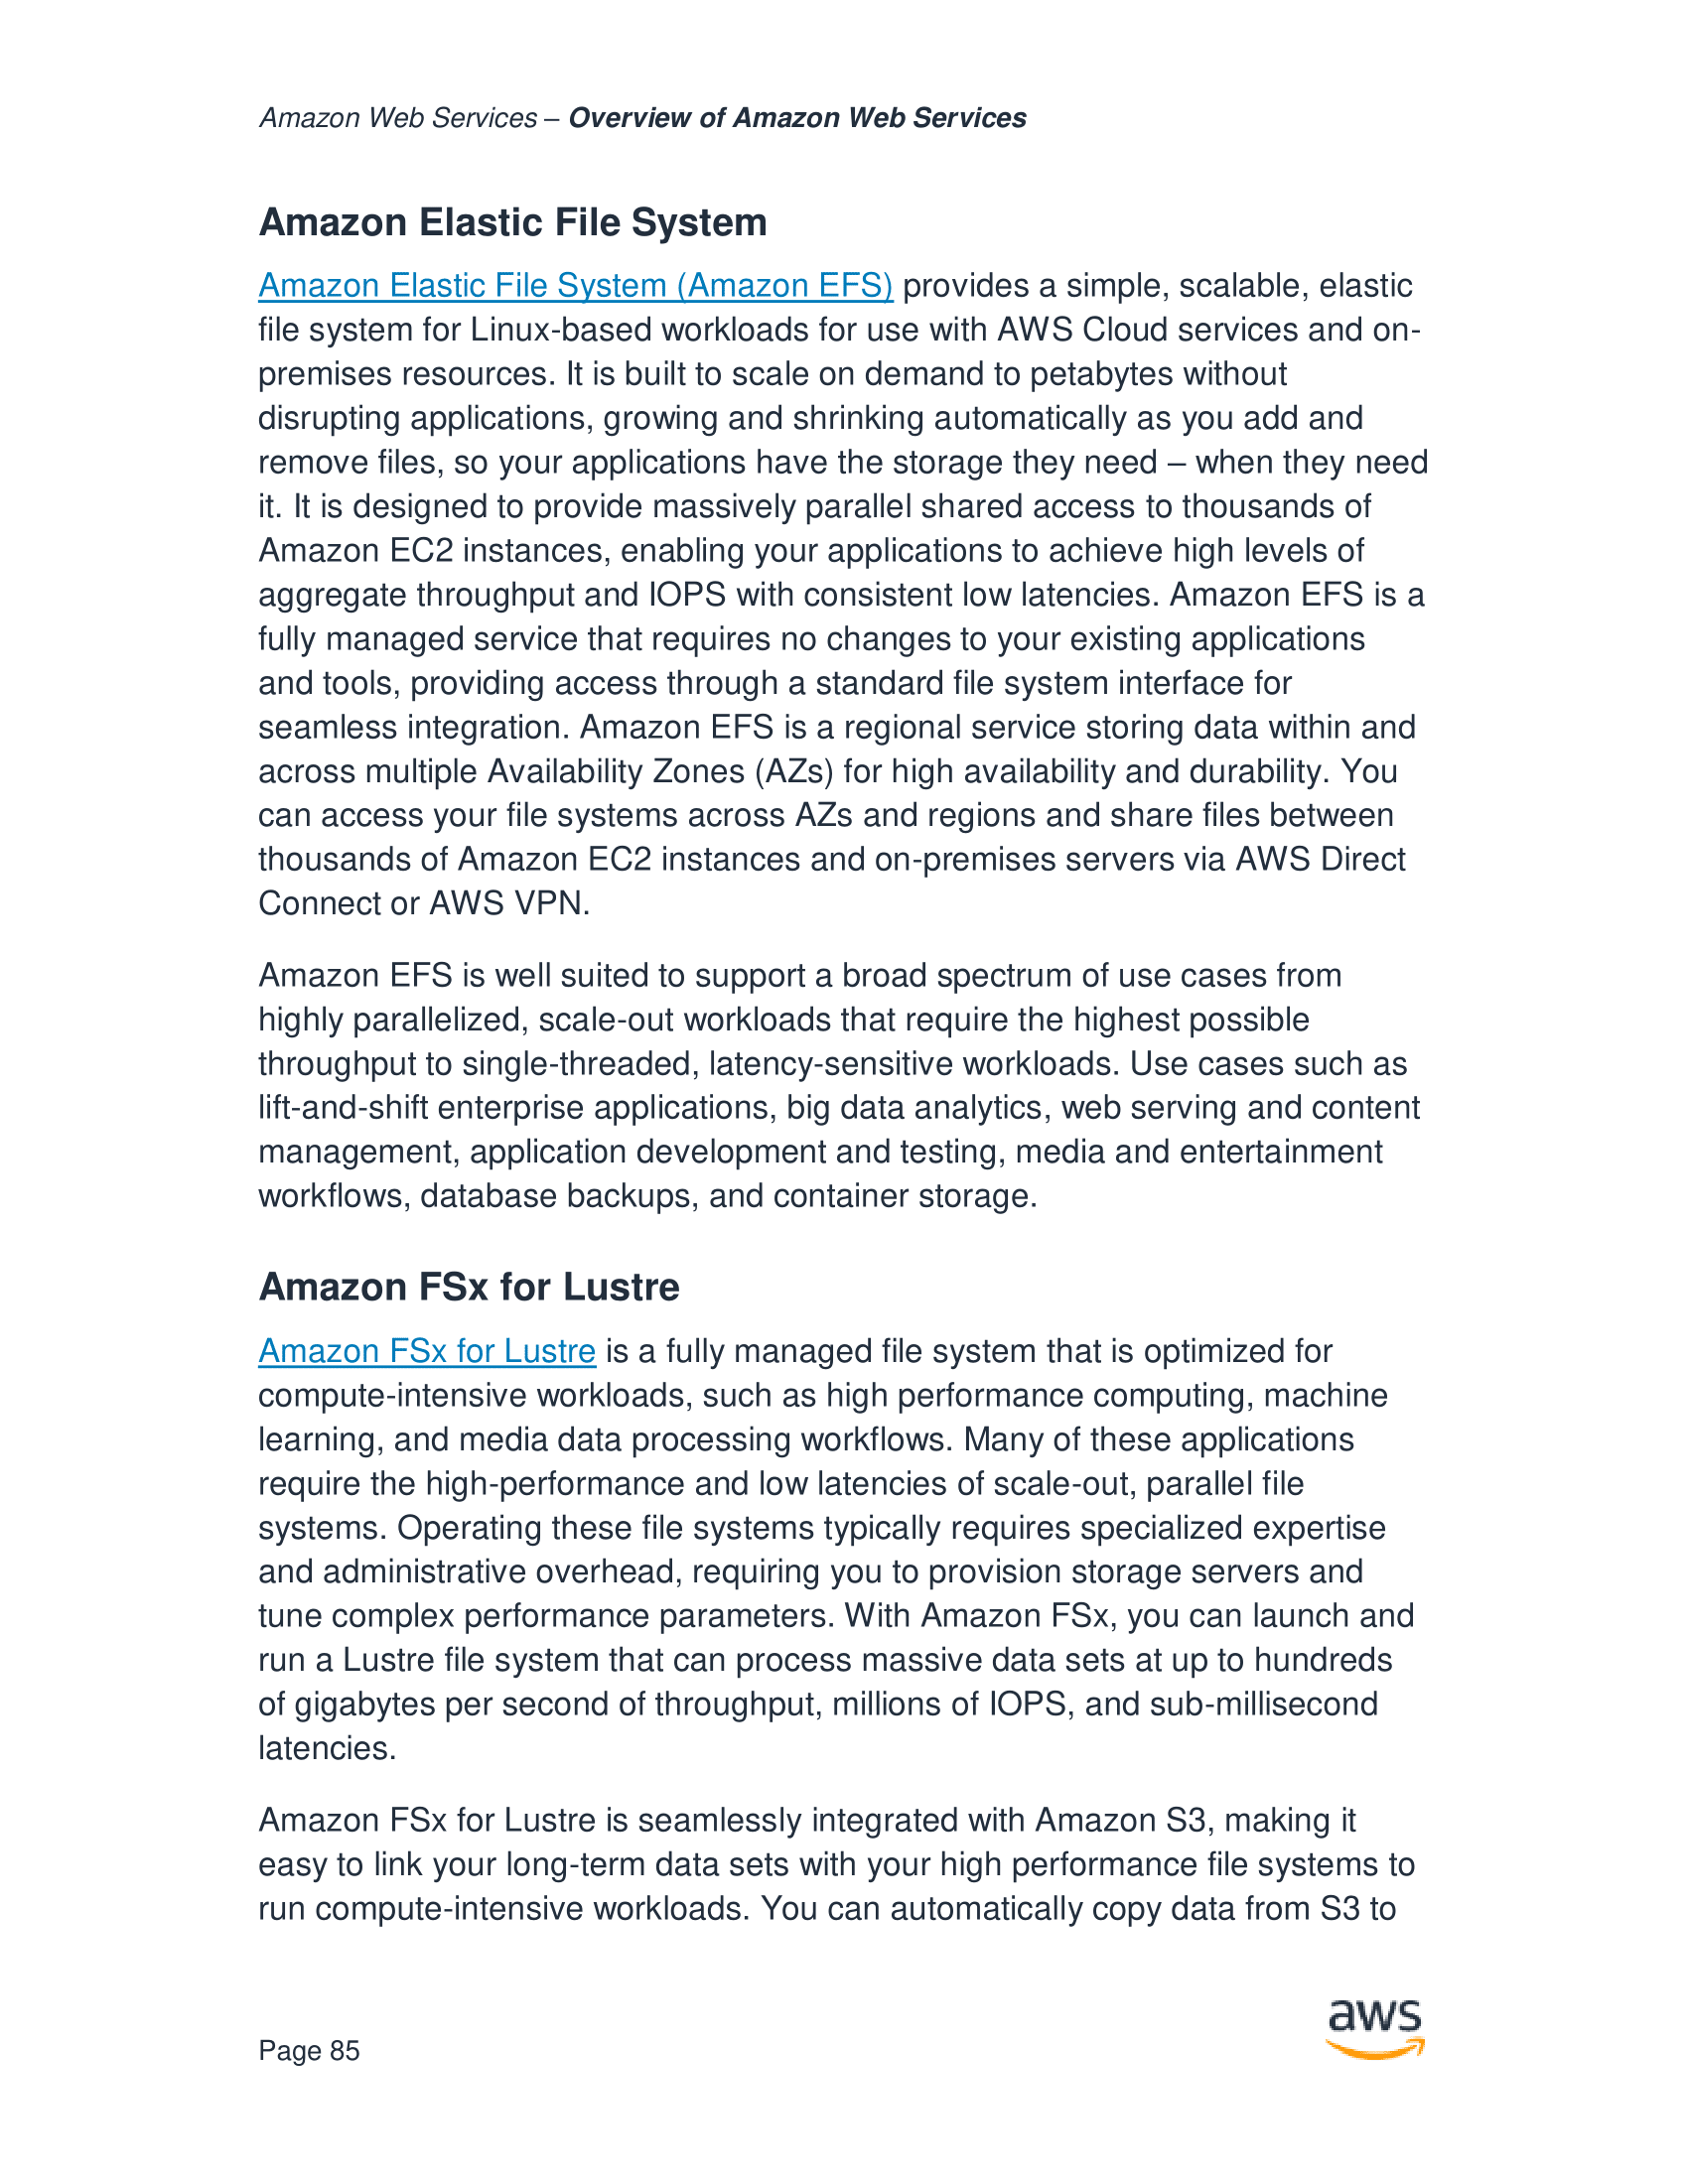 Amazon Web Services – Overview of Amazon Web Services
Amazon Elastic File System
Amazon Elastic File System (Amazon EFS) provides a simple, scalable, elastic
file system for Linux-based workloads for use with AWS Cloud services and on-
premises resources. It is built to scale on demand to petabytes without
disrupting applications, growing and shrinking automatically as you add and
remove files, so your applications have the storage they need – when they need
it. It is designed to provide massively parallel shared access to thousands of
Amazon EC2 instances, enabling your applications to achieve high levels of
aggregate throughput and IOPS with consistent low latencies. Amazon EFS is a
fully managed service that requires no changes to your existing applications
and tools, providing access through a standard file system interface for
seamless integration. Amazon EFS is a regional service storing data within and
across multiple Availability Zones (AZs) for high availability and durability. You
can access your file systems across AZs and regions and share files between
thousands of Amazon EC2 instances and on-premises servers via AWS Direct
Connect or AWS VPN.
Amazon EFS is well suited to support a broad spectrum of use cases from
highly parallelized, scale-out workloads that require the highest possible
throughput to single-threaded, latency-sensitive workloads. Use cases such as
lift-and-shift enterprise applications, big data analytics, web serving and content
management, application development and testing, media and entertainment
workflows, database backups, and container storage.
Amazon FSx for Lustre
Amazon FSx for Lustre is a fully managed file system that is optimized for
compute-intensive workloads, such as high performance computing, machine
learning, and media data processing workflows. Many of these applications
require the high-performance and low latencies of scale-out, parallel file
systems. Operating these file systems typically requires specialized expertise
and administrative overhead, requiring you to provision storage servers and
tune complex performance parameters. With Amazon FSx, you can launch and
run a Lustre file system that can process massive data sets at up to hundreds
of gigabytes per second of throughput, millions of IOPS, and sub-millisecond
latencies.
Amazon FSx for Lustre is seamlessly integrated with Amazon S3, making it
easy to link your long-term data sets with your high performance file systems to
run compute-intensive workloads. You can automatically copy data from S3 to
aws
Page 85